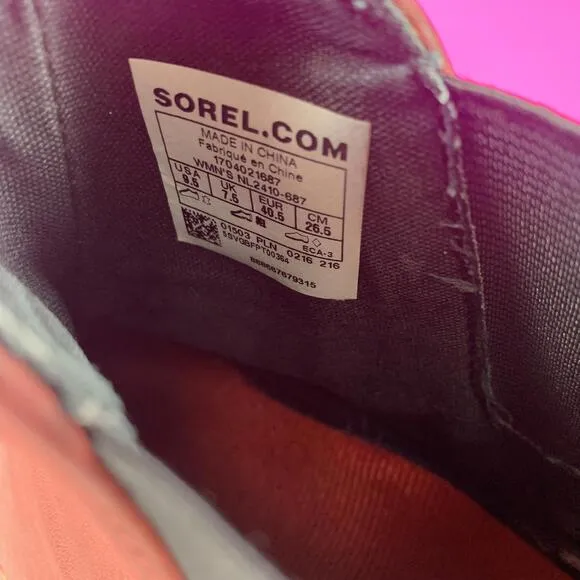 SOREL.COM
MADE IN CHINA
Fabriqué en Chine
1704021687
WMN'S NL2410-687
USA UK EUR CM
9.5 7.5 40.5 26.5
ECA-3
01503 PLN 0216 216
888667679315